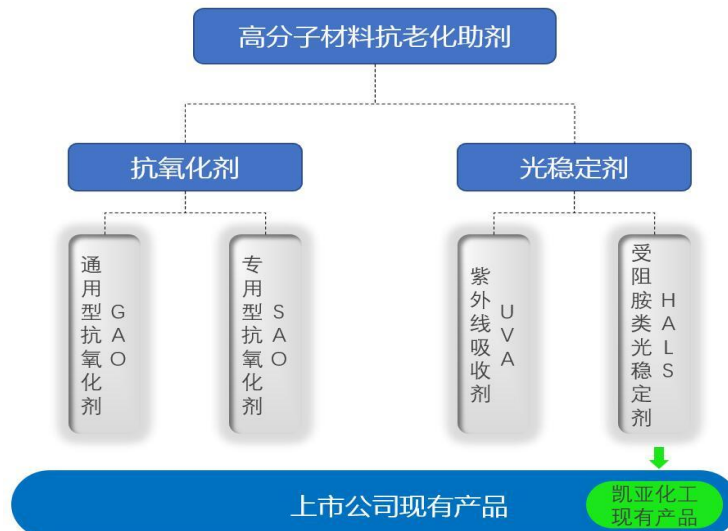 高分子材料抗老化助剂
抗氧化剂
光稳定剂
通用型抗氧化剂
GAO
专用型抗氧化剂
SAO
紫外线吸收剂
UVA
受阻胺类光稳定剂
HALS
上市公司现有产品
凯亚化工
现有产品